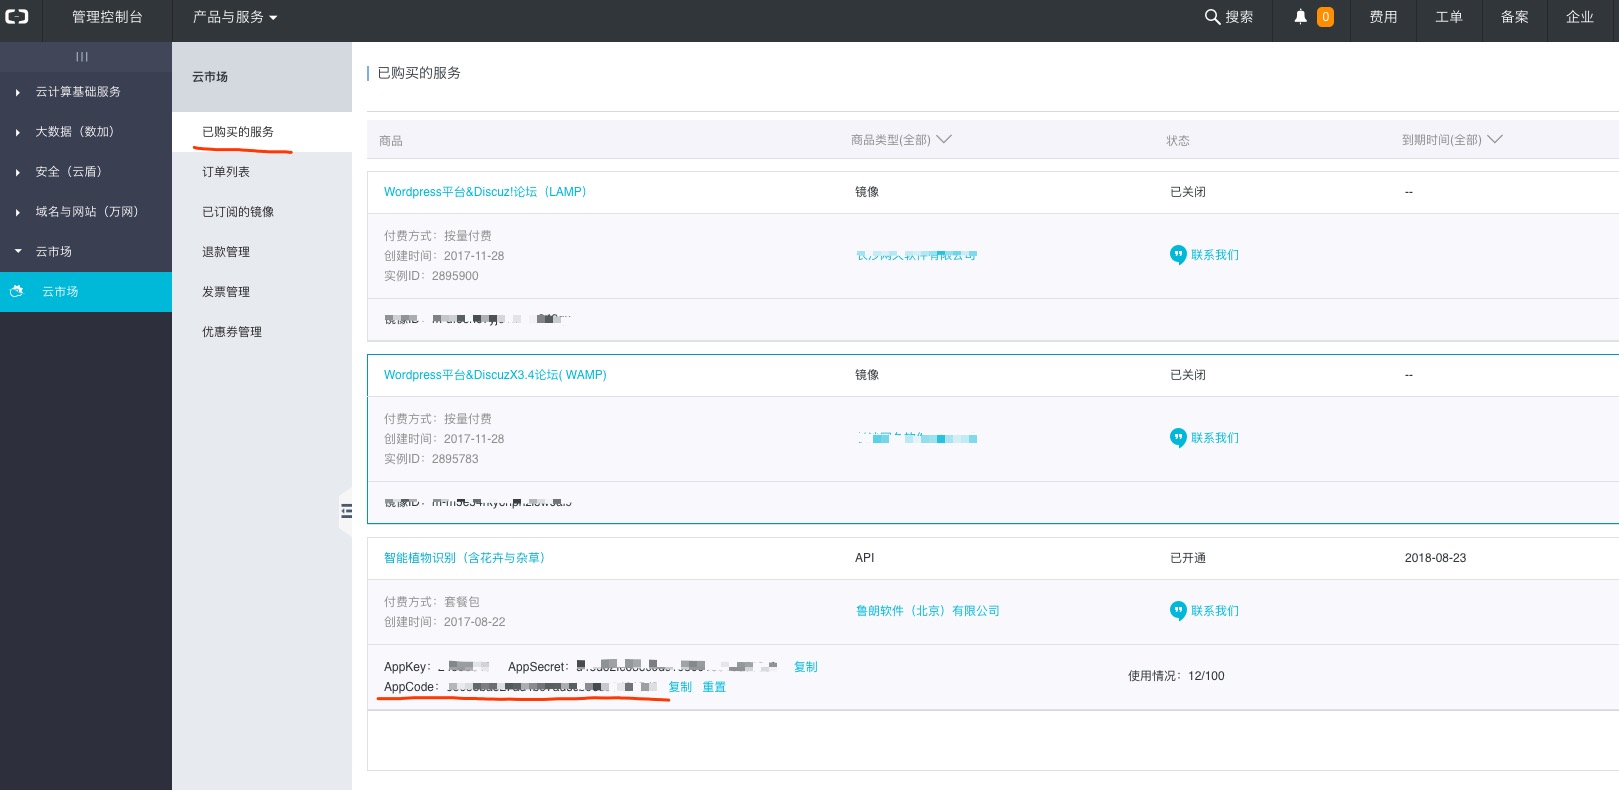 管理控制台 产品与服务 搜索 0 费用 工单 备案 企业
云计算基础服务
大数据（数加）
安全（云盾）
域名与网站（万网）
云市场
云市场
云市场
已购买的服务
订单列表
已订阅的镜像
退款管理
发票管理
优惠券管理
已购买的服务
商品 商品类型(全部) 状态 到期时间(全部)
Wordpress平台&Discuz!论坛（LAMP） 镜像 已关闭 --
付费方式：按量付费
创建时间：2017-11-28
实例ID：2895900
联系我们
镜像ID：
Wordpress平台&DiscuzX3.4论坛( WAMP) 镜像 已关闭 --
付费方式：按量付费
创建时间：2017-11-28
实例ID：2895783
联系我们
镜像ID：
智能植物识别（含花卉与杂草） API 已开通 2018-08-23
付费方式：套餐包
创建时间：2017-08-22
鲁朗软件（北京）有限公司 联系我们
AppKey： AppSecret： 复制
AppCode： 复制 重置
使用情况：12/100